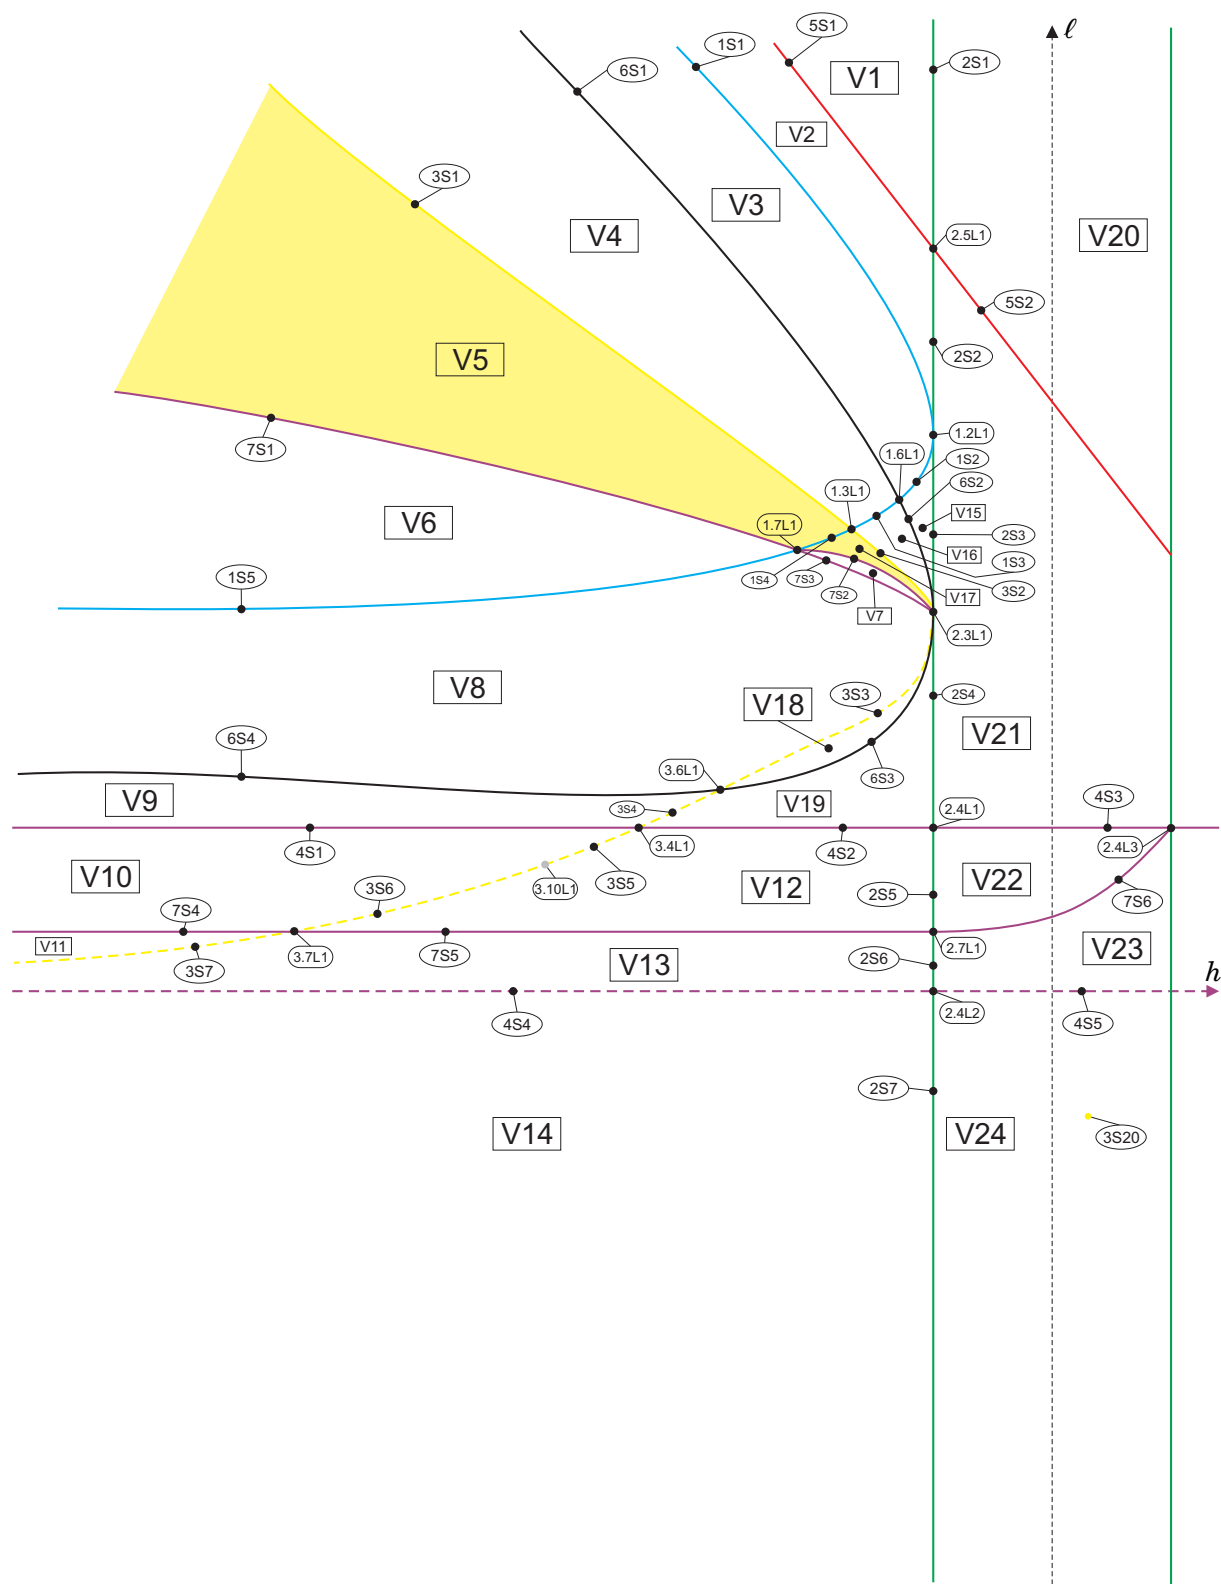 5S1
ℓ
1S1
6S1
2S1
V1
V2
3S1
V3
V4
2.5L1
V20
5S2
V5
2S2
7S1
1.2L1
1.6L1
1S2
1.3L1
6S2
V6
1.7L1
V15
2S3
V16
1S3
1S5
1S4
7S3
7S2
V17
3S2
V7
2.3L1
V8
V18
3S3
2S4
V21
6S4
3.6L1
6S3
V9
3S4
V19
4S3
4S1
3.4L1
4S2
2.4L1
2.4L3
V10
3.10L1
3S5
V12
V22
3S6
2S5
7S6
7S4
V11
3S7
3.7L1
7S5
2.7L1
V23
V13
2S6
h
4S4
2.4L2
4S5
2S7
V14
V24
3S20